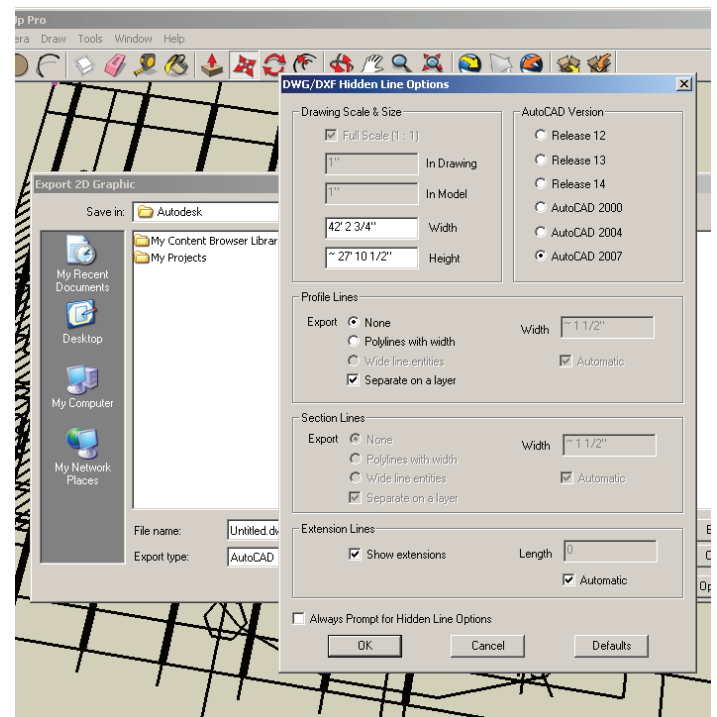 Up Pro
era Draw Tools Window Help
DWG/DXF Hidden Line Options
Drawing Scale & Size
Full Scale (1 : 1)
1" In Drawing
1" In Model
42' 2 3/4" Width
~ 27' 10 1/2" Height
AutoCAD Version
Release 12
Release 13
Release 14
AutoCAD 2000
AutoCAD 2004
AutoCAD 2007
Export 2D Graphic
Save in: Autodesk
My Recent
Documents
Desktop
My Computer
My Network
Places
My Content Browser Librar
My Projects
File name: Untitled.dw
Export type: AutoCAD
Profile Lines
Export None
Polylines with width
Wide line entities
Separate on a layer
Width ~ 1 1/2"
Automatic
Section Lines
Export None
Polylines with width
Wide line entities
Separate on a layer
Width ~ 1 1/2"
Automatic
Extension Lines
Show extensions
Length 0
Automatic
Always Prompt for Hidden Line Options
OK Cancel Defaults
E
C
Op